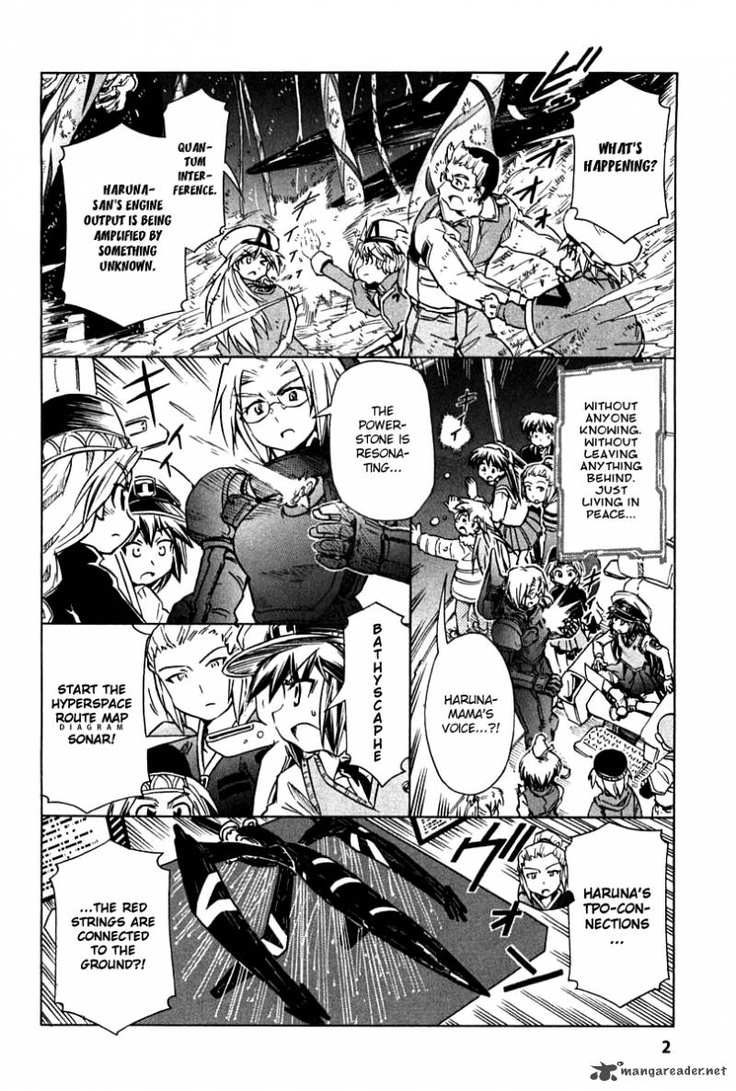 WHAT'S
HAPPENING?
QUAN-
TUM
INTER-
FERENCE.
HARUNA-
SAN'S ENGINE
OUTPUT IS BEING
AMPLIFIED BY
SOMETHING
UNKNOWN.
WITHOUT
ANYONE
KNOWING.
WITHOUT
LEAVING
ANYTHING
BEHIND.
JUST
LIVING IN
PEACE...
HARUNA-
MAMA'S
VOICE...?!
THE
POWER-
STONE IS
RESONA-
TING...
BATHYSCAPHE
START THE
HYPERSPACE
ROUTE MAP
DIAGRAM
SONAR!
HARUNA'S
TPO-CON-
NECTIONS
...
...THE RED
STRINGS ARE
CONNECTED
TO THE
GROUND?!
2
mangareader.net